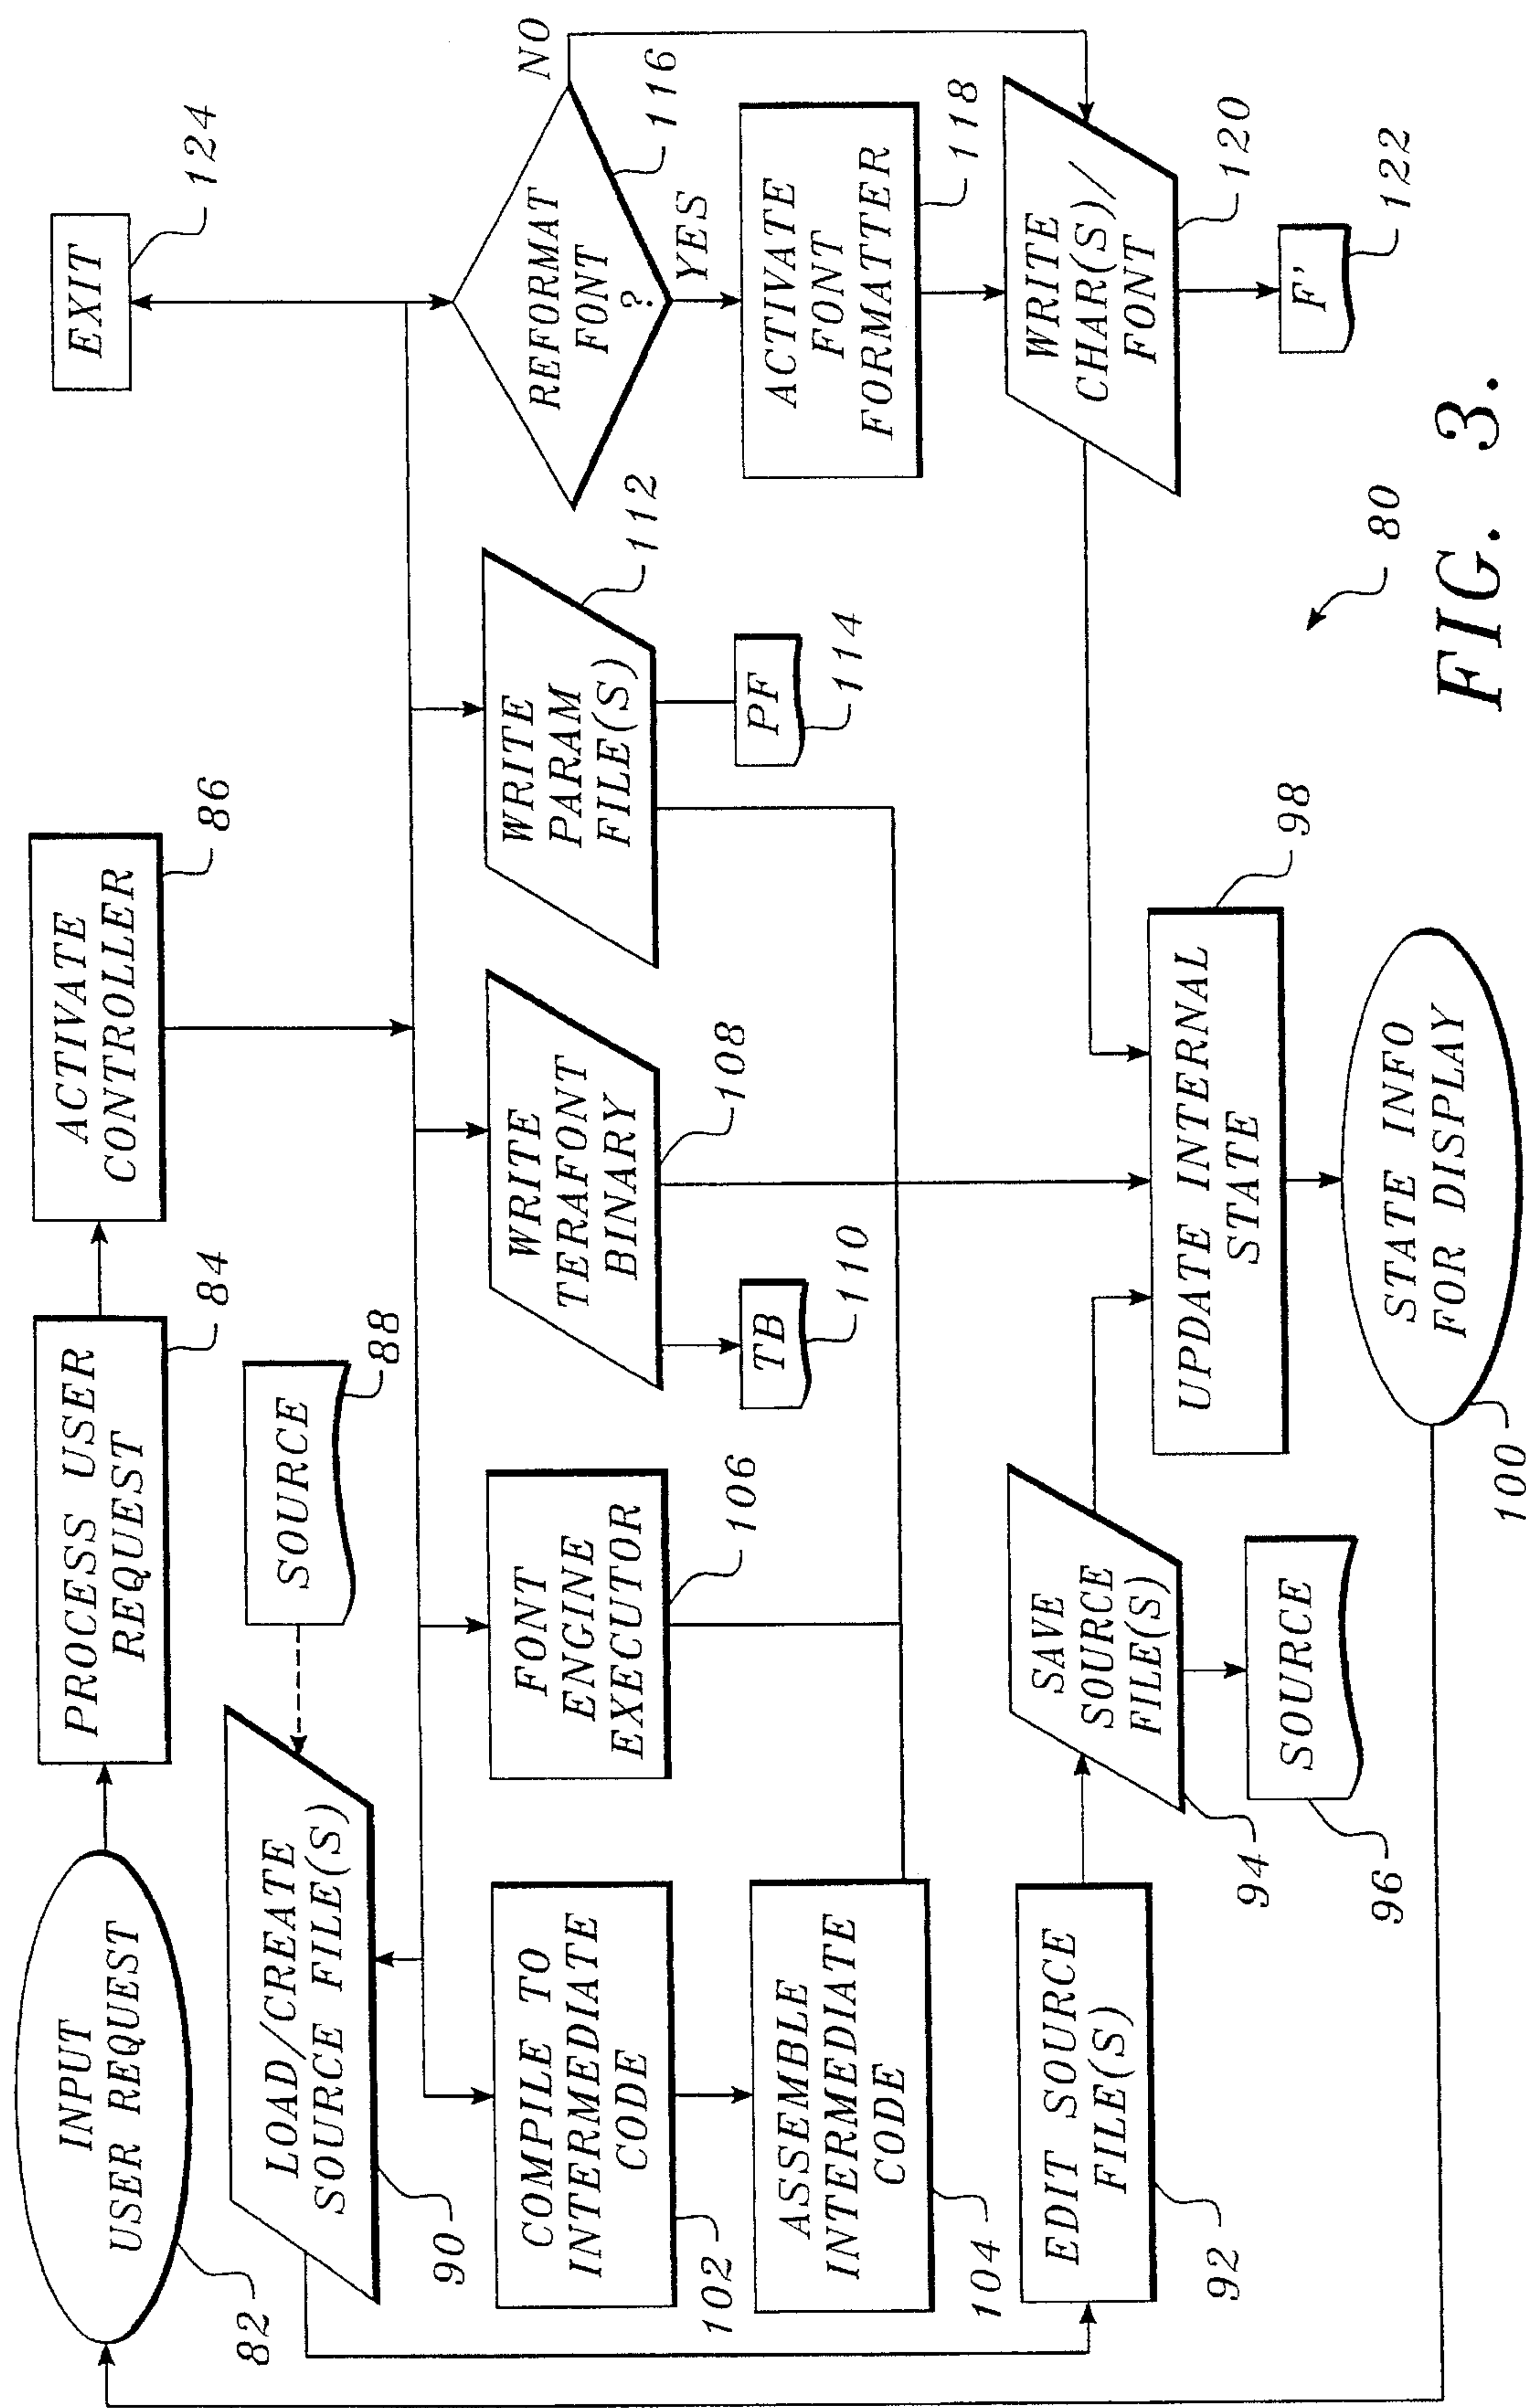 INPUT
USER REQUEST
82
PROCESS USER
REQUEST
84
ACTIVATE
CONTROLLER
86
EXIT
124
SOURCE
88
LOAD/CREATE
SOURCE FILE(S)
90
COMPILE TO
INTERMEDIATE
CODE
102
FONT
ENGINE
EXECUTOR
106
WRITE
TERAFONT
BINARY
108
WRITE
PARAM
FILE(S)
112
REFORMAT
FONT
?
116
NO
YES
TB
110
PF
114
ACTIVATE
FONT
FORMATTER
118
ASSEMBLE
INTERMEDIATE
CODE
104
EDIT SOURCE
FILE(S)
92
SAVE
SOURCE
FILE(S)
94
SOURCE
96
UPDATE INTERNAL
STATE
98
WRITE
CHAR(S)/
FONT
120
F'
122
STATE INFO
FOR DISPLAY
100
80
FIG. 3.